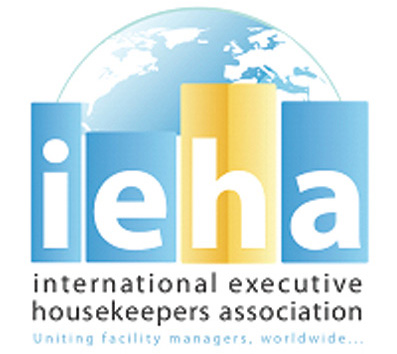 ieha
international executive
housekeepers association
Uniting facility managers, worldwide...